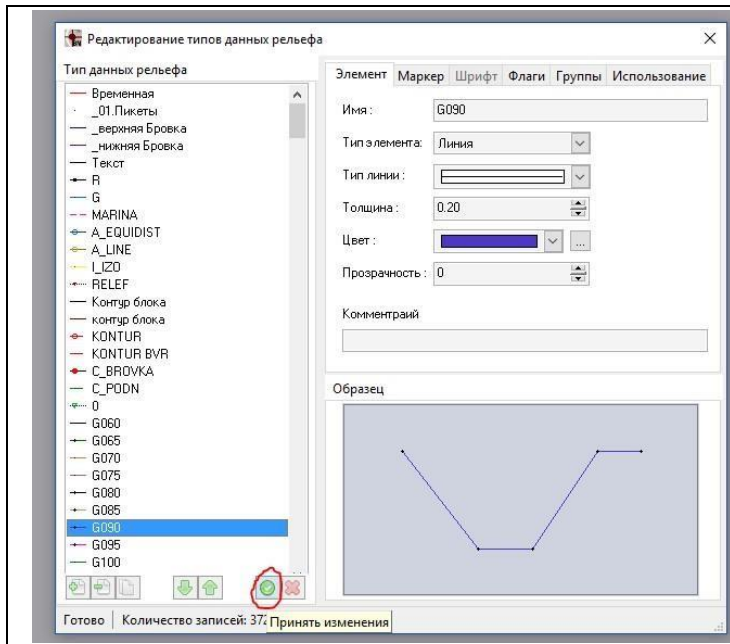 Редактирование типов данных рельефа
Тип данных рельефа
Временная
_01.Пикеты
_верхняя Бровка
_нижняя Бровка
Текст
R
G
MARINA
A_EQUIDIST
A_LINE
I_IZO
RELEF
Контур блока
контур блока
KONTUR
KONTUR BVR
C_BROVKA
C_PODN
0
G060
G065
G070
G075
G080
G085
G090
G095
G100
Элемент Маркер Шрифт Флаги Группы Использование
Имя : G090
Тип элемента: Линия
Тип линии :
Толщина : 0.20
Цвет : ...
Прозрачность : 0
Комментраий
Образец
Готово Количество записей: 372
Принять изменения